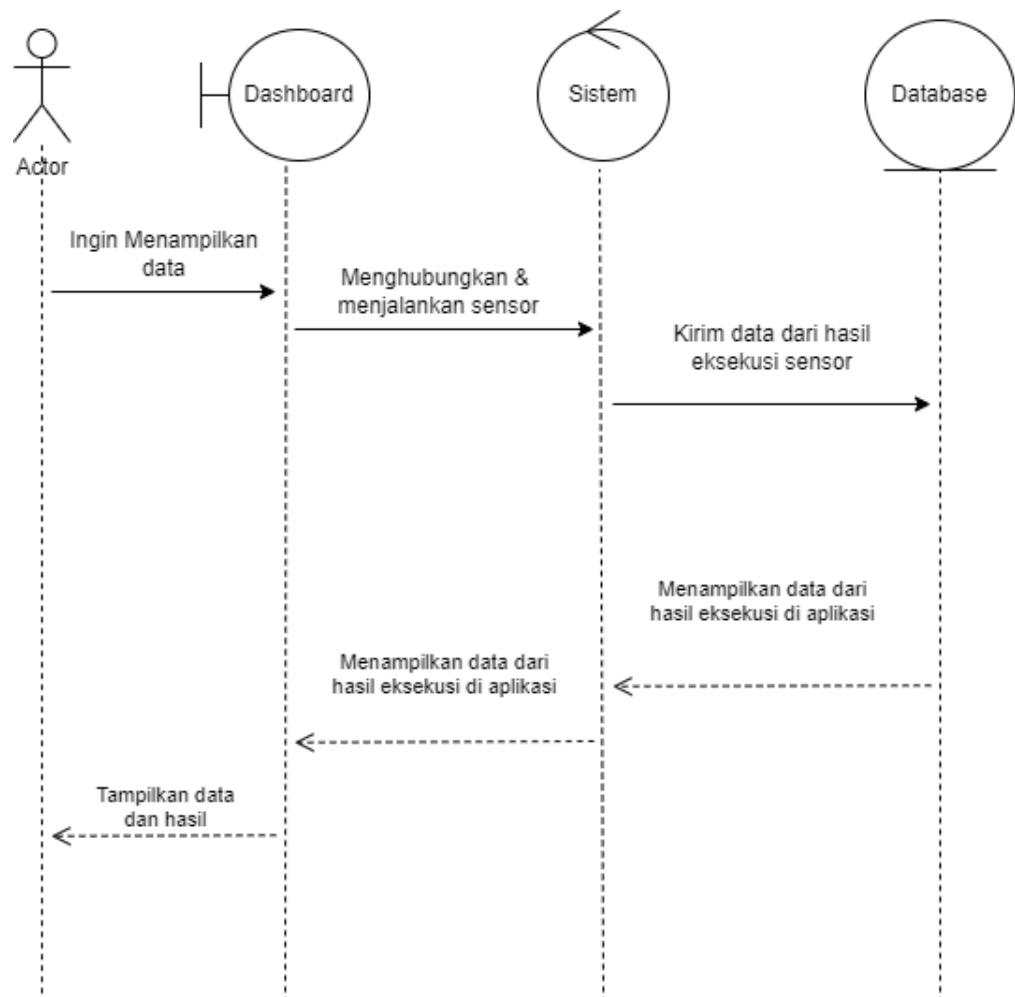 Actor
Dashboard
Sistem
Database
Ingin Menampilkan
data
Menghubungkan &
menjalankan sensor
Kirim data dari hasil
eksekusi sensor
Menampilkan data dari
hasil eksekusi di aplikasi
Menampilkan data dari
hasil eksekusi di aplikasi
Tampilkan data
dan hasil